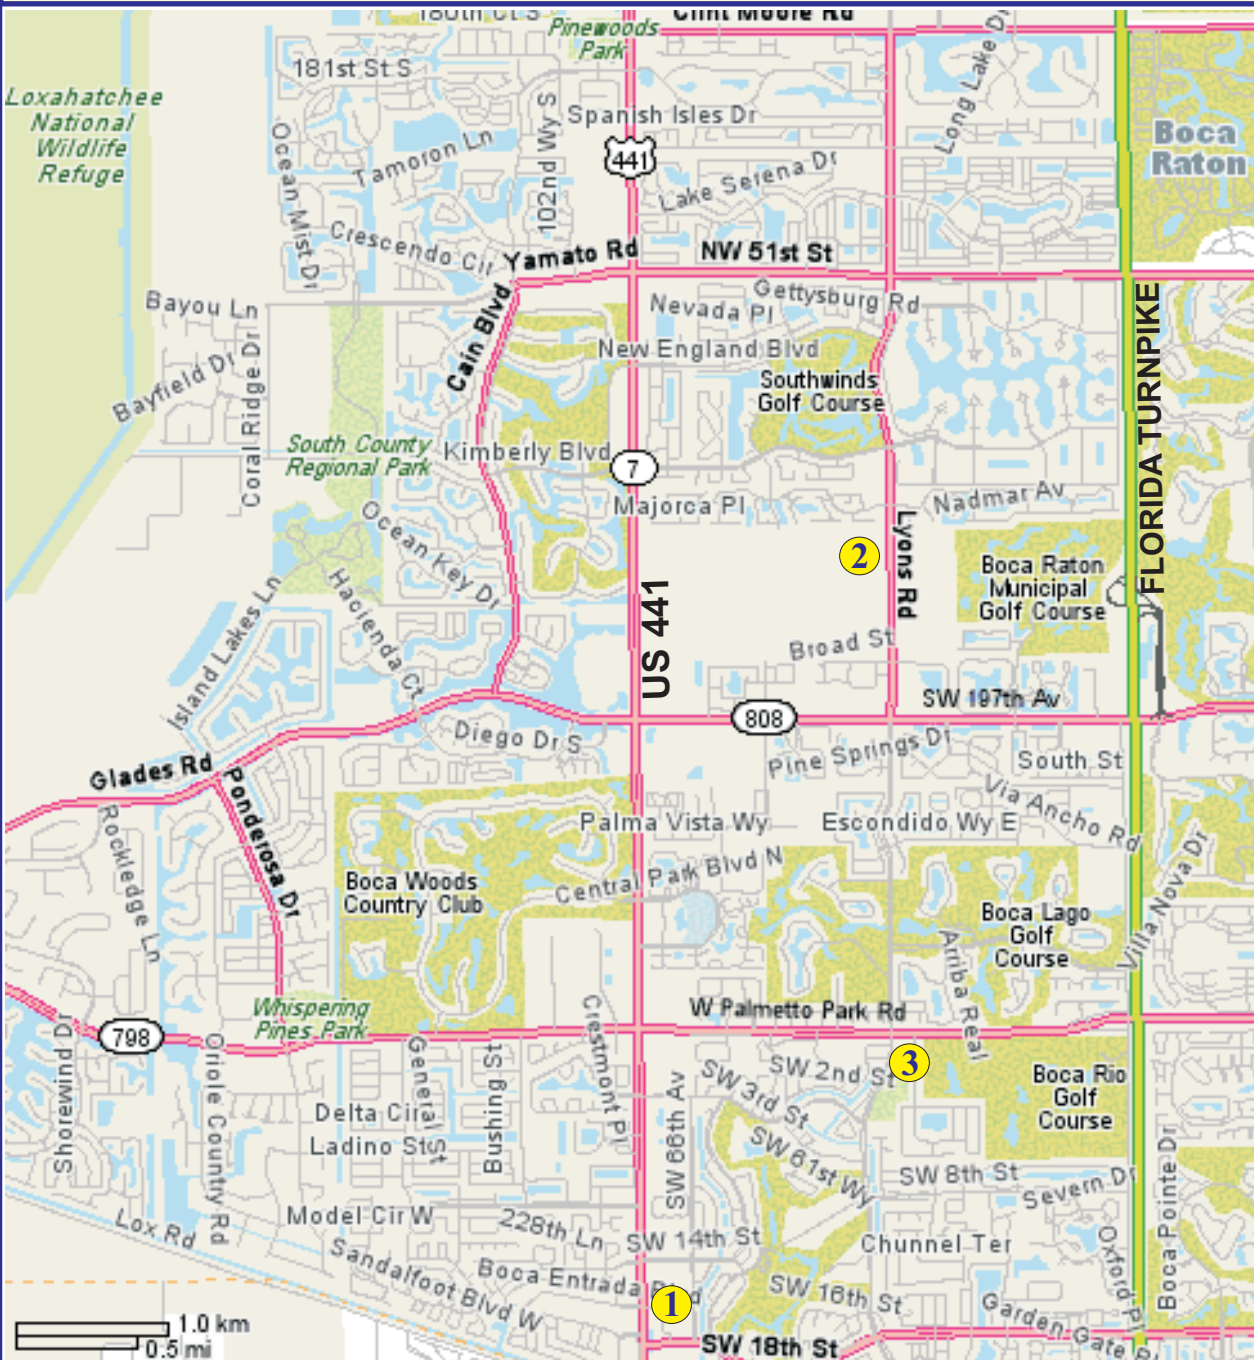 180th Ct S
Clint Moore Rd
Pinewoods
Park
181st St S
Long Lake Dr
Loxahatchee
National
Wildlife
Refuge
Spanish Isles Dr
102nd Wy S
Tamoron Ln
Ocean Mist Dr
441
Boca
Raton
Lake Serena Dr
Crescendo Cir
Yamato Rd
NW 51st St
Bayou Ln
Cain Blvd
Nevada Pl
Gettysburg Rd
FLORIDA TURNPIKE
New England Blvd
Bayfield Dr
Coral Ridge Dr
Southwinds
Golf Course
South County
Regional Park
Kimberly Blvd
7
Majorca Pl
Nadmar Av
Ocean Key Dr
2
Lyons Rd
Boca Raton
Municipal
Golf Course
Hacienda Ct
Island Lakes Ln
US 441
Broad St
SW 197th Av
808
Diego Dr S
Pine Springs Dr
South St
Glades Rd
Ponderosa Dr
Via Ancho Rd
Rockledge Ln
Palma Vista Wy
Escondido Wy E
Villa Nova Dr
Central Park Blvd N
Boca Woods
Country Club
Boca Lago
Golf
Course
Arriba Real
Whispering
Pines Park
W Palmetto Park Rd
798
Shorewind Dr
Oriole Country Rd
General St
Bushing St
Crestmont Pl
3
SW 2nd St
SW 3rd St
SW 66th Av
Boca Rio
Golf
Course
Delta Cir
Ladino St
SW 61st Wy
SW 8th St
Severn Dr
Boca Pointe Dr
Model Cir W
228th Ln
SW 14th St
Chunnel Ter
Oxford Pl
Lox Rd
Sandalfoot Blvd W
Boca Entrada Blvd
1
SW 16th St
Garden Gate Pl
SW 18th St
1.0 km
0.5 mi